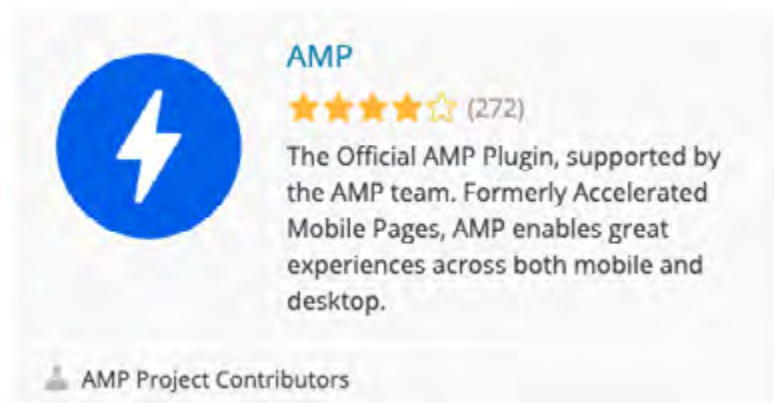 AMP
(272)
The Official AMP Plugin, supported by
the AMP team. Formerly Accelerated
Mobile Pages, AMP enables great
experiences across both mobile and
desktop.
AMP Project Contributors